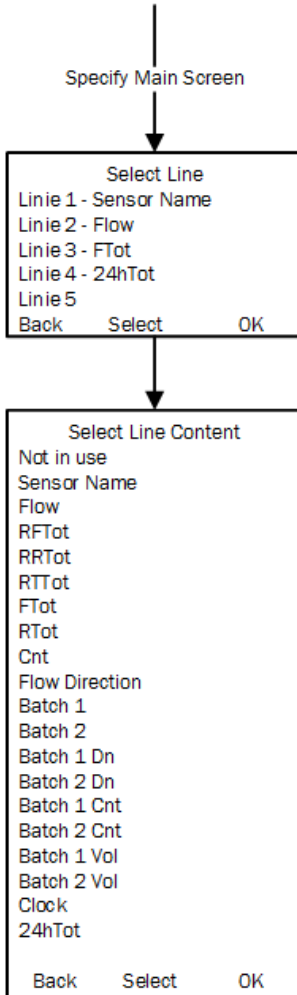 Specify Main Screen
Select Line
Linie 1 - Sensor Name
Linie 2 - Flow
Linie 3 - FTot
Linie 4 - 24hTot
Linie 5
Back Select OK
Select Line Content
Not in use
Sensor Name
Flow
RFTot
RRTot
RTTot
FTot
RTot
Cnt
Flow Direction
Batch 1
Batch 2
Batch 1 Dn
Batch 2 Dn
Batch 1 Cnt
Batch 2 Cnt
Batch 1 Vol
Batch 2 Vol
Clock
24hTot
Back Select OK